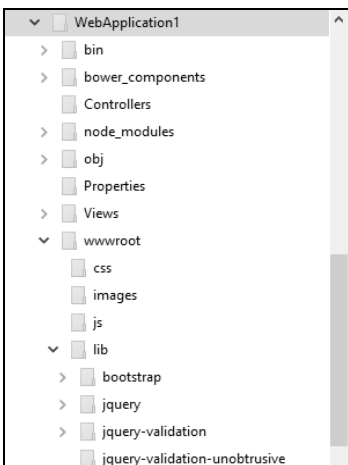 WebApplication1
bin
bower_components
Controllers
node_modules
obj
Properties
Views
wwwroot
css
images
js
lib
bootstrap
jquery
jquery-validation
jquery-validation-unobtrusive